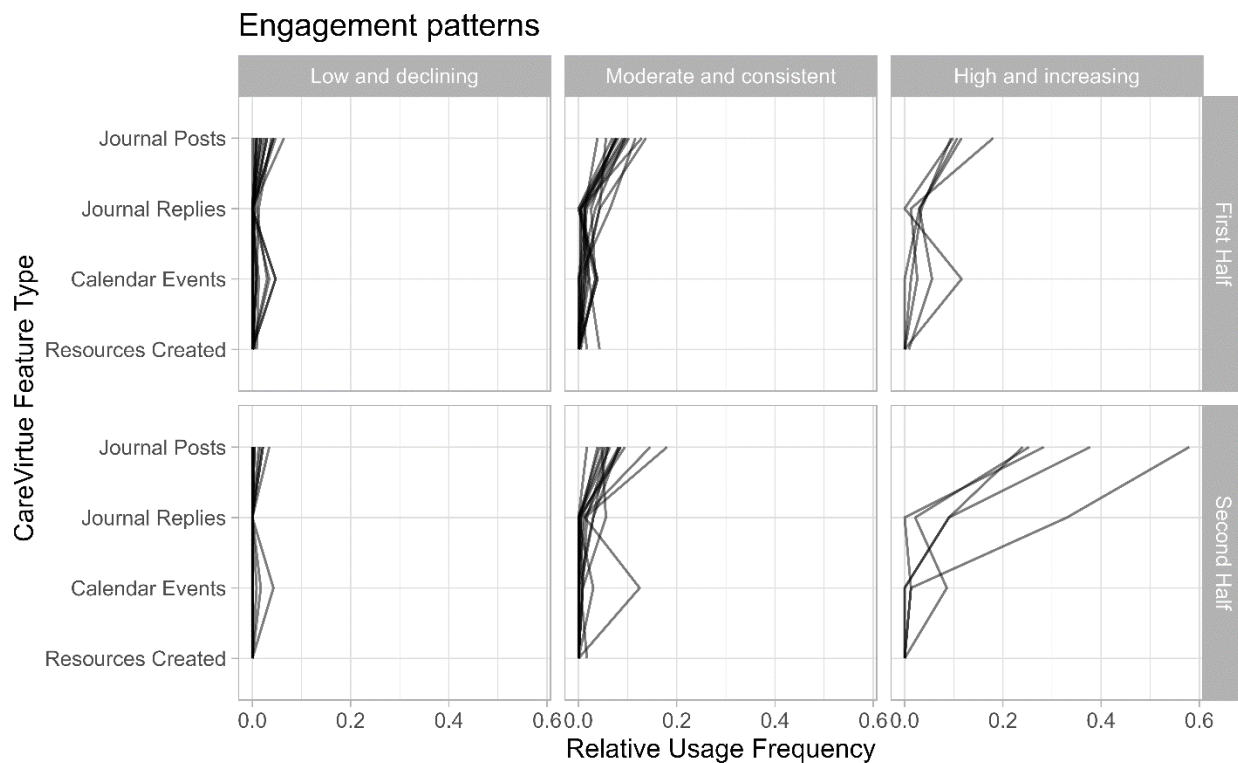 Engagement patterns
Low and declining
Moderate and consistent
High and increasing
CareVirtue Feature Type
Journal Posts
Journal Replies
Calendar Events
Resources Created
First Half
Journal Posts
Journal Replies
Calendar Events
Resources Created
Second Half
0.0 0.2 0.4 0.6 0.0 0.2 0.4 0.6 0.0 0.2 0.4 0.6
Relative Usage Frequency